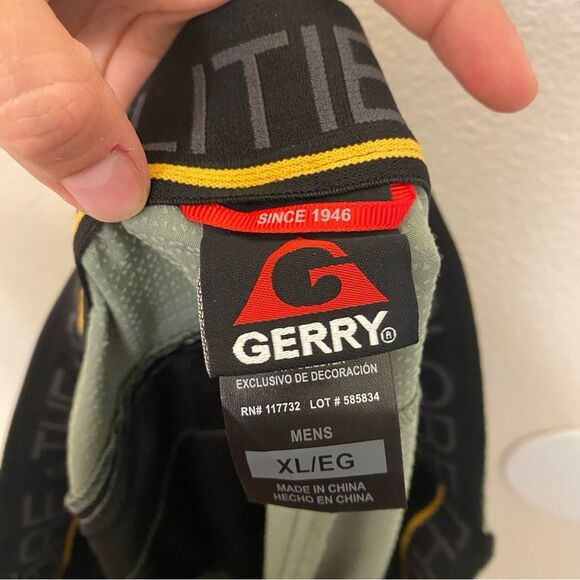 LITIE
SINCE 1946
G
GERRY®
EXCLUSIVO DE DECORACIÓN
RN# 117732 LOT # 585834
MENS
XL/EG
MADE IN CHINA
HECHO EN CHINA